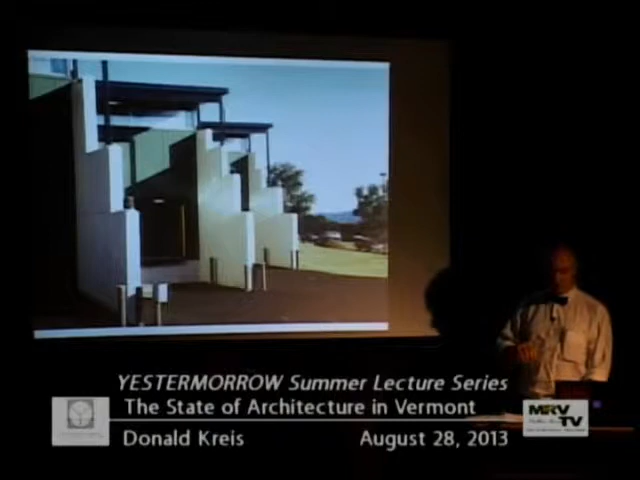 YESTERMORROW Summer Lecture Series
The State of Architecture in Vermont
Donald Kreis
August 28, 2013
MRV
TV